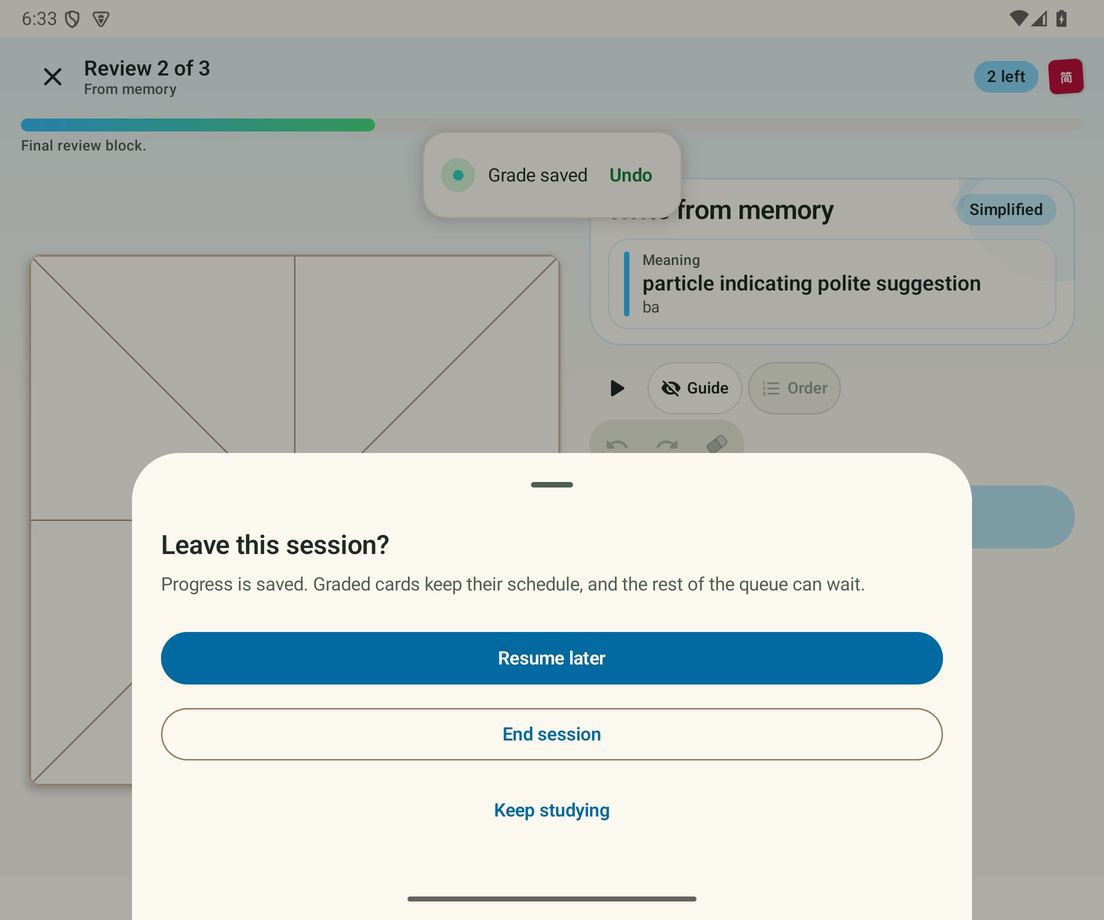 6:33
Review 2 of 3
From memory
2 left
简
Final review block.
Grade saved Undo
from memory
Simplified
Meaning
particle indicating polite suggestion
ba
Guide
Order
Leave this session?
Progress is saved. Graded cards keep their schedule, and the rest of the queue can wait.
Resume later
End session
Keep studying